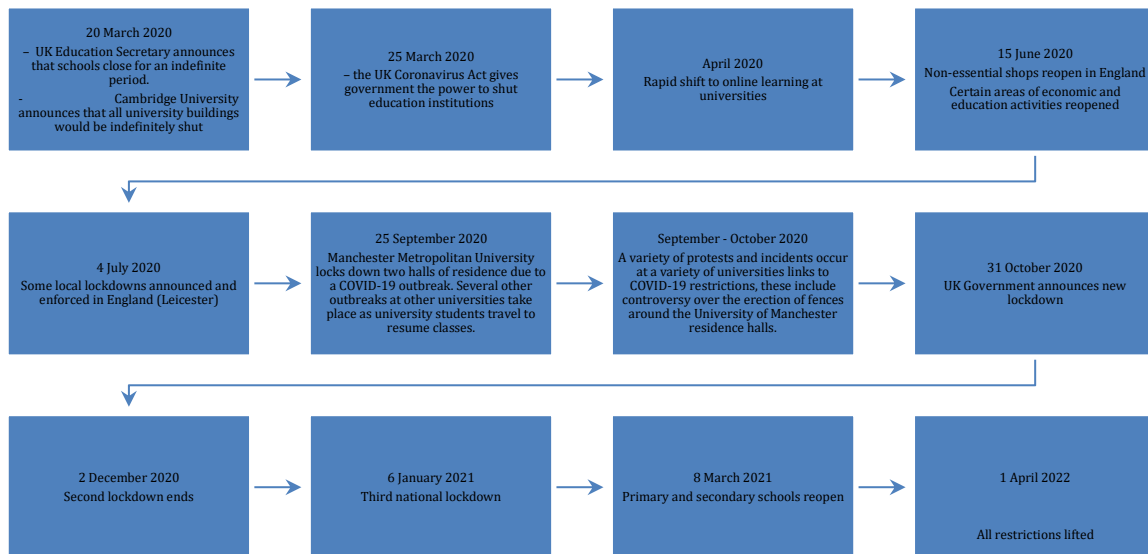 20 March 2020
– UK Education Secretary announces
that schools close for an indefinite
period.
- Cambridge University
announces that all university buildings
would be indefinitely shut
25 March 2020
– the UK Coronavirus Act gives
government the power to shut
education institutions
April 2020
Rapid shift to online learning at
universities
15 June 2020
Non-essential shops reopen in England
Certain areas of economic and
education activities reopened
4 July 2020
Some local lockdowns announced and
enforced in England (Leicester)
25 September 2020
Manchester Metropolitan University
locks down two halls of residence due to
a COVID-19 outbreak. Several other
outbreaks at other universities take
place as university students travel to
resume classes.
September - October 2020
A variety of protests and incidents occur
at a variety of universities links to
COVID-19 restrictions, these include
controversy over the erection of fences
around the University of Manchester
residence halls.
31 October 2020
UK Government announces new
lockdown
2 December 2020
Second lockdown ends
6 January 2021
Third national lockdown
8 March 2021
Primary and secondary schools reopen
1 April 2022
All restrictions lifted